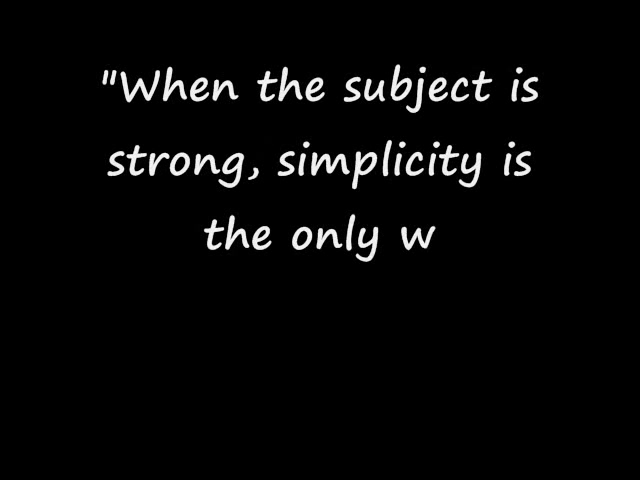 "When the subject is
strong, simplicity is
the only w